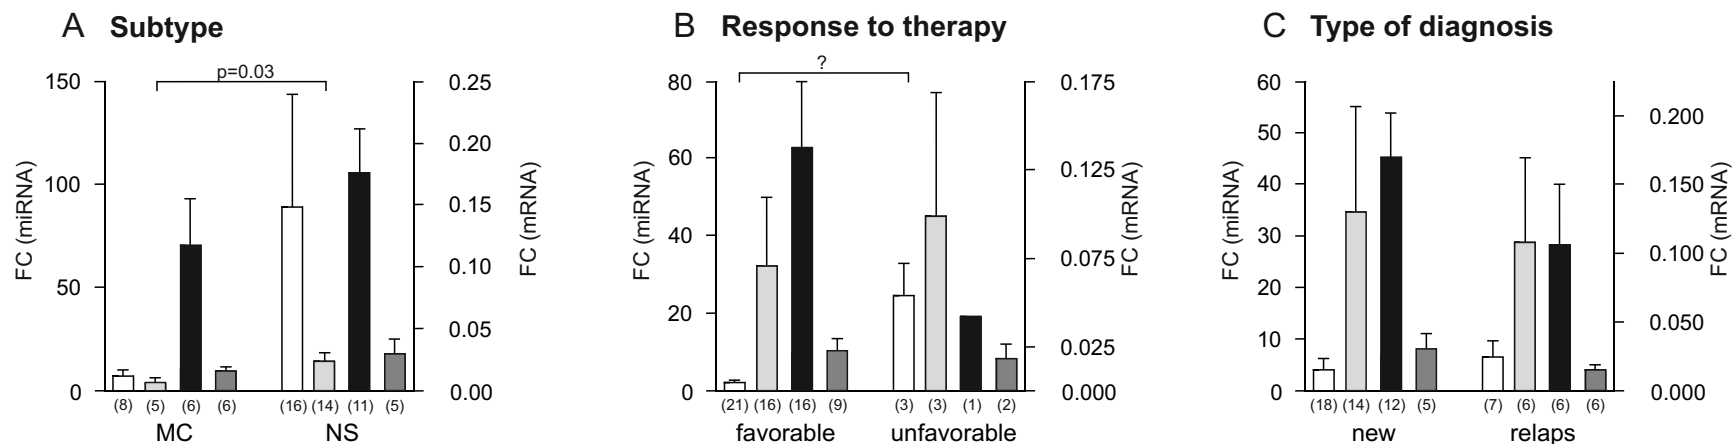 A Subtype
p=0.03
150
100
50
0
FC (miRNA)
0.25
0.20
0.15
0.10
0.05
0.00
FC (mRNA)
(8) (5) (6) (6) (16) (14) (11) (5)
MC NS
B Response to therapy
?
80
60
40
20
0
FC (miRNA)
0.175
0.125
0.075
0.025
0.000
FC (mRNA)
(21) (16) (16) (9) (3) (3) (1) (2)
favorable unfavorable
C Type of diagnosis
60
50
40
30
20
10
0
FC (miRNA)
0.200
0.150
0.100
0.050
0.000
FC (mRNA)
(18) (14) (12) (5) (7) (6) (6) (6)
new relaps